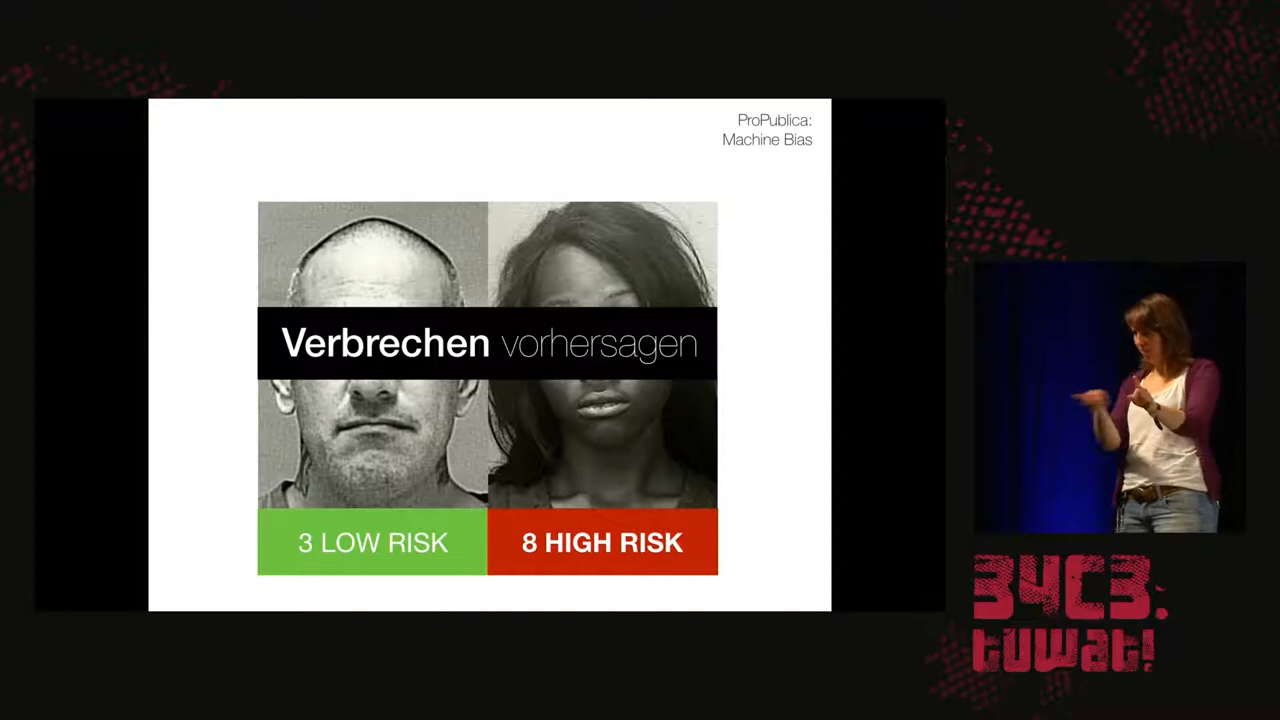 ProPublica:
Machine Bias
Verbrechen vorhersagen
3 LOW RISK
8 HIGH RISK
34C3:
tuwat!